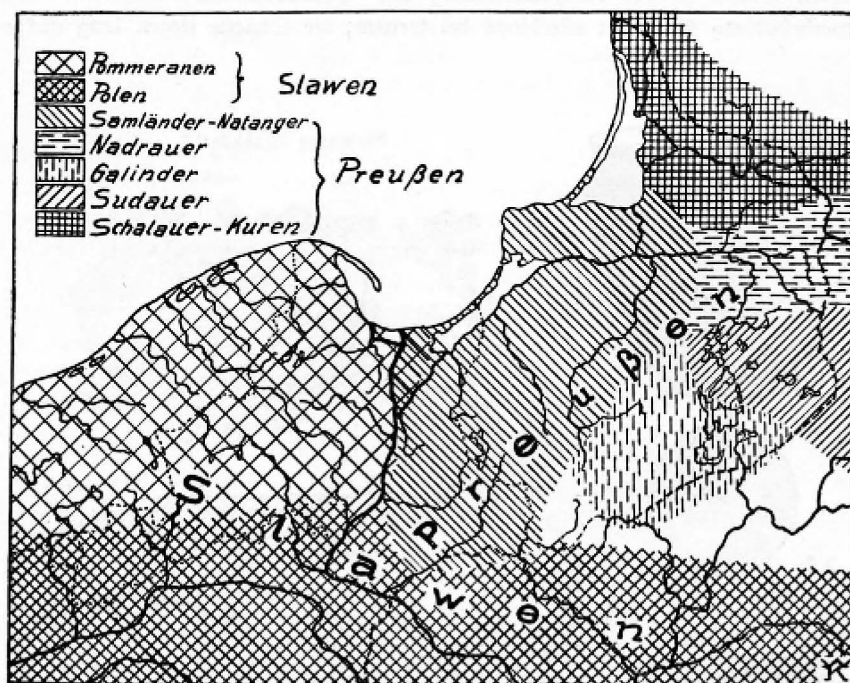 Pommeranen
Polen
Slawen
Samländer-Natanger
Nadrauer
Galinder
Sudauer
Schalauer-Kuren
Preußen
Preußen
Slawen